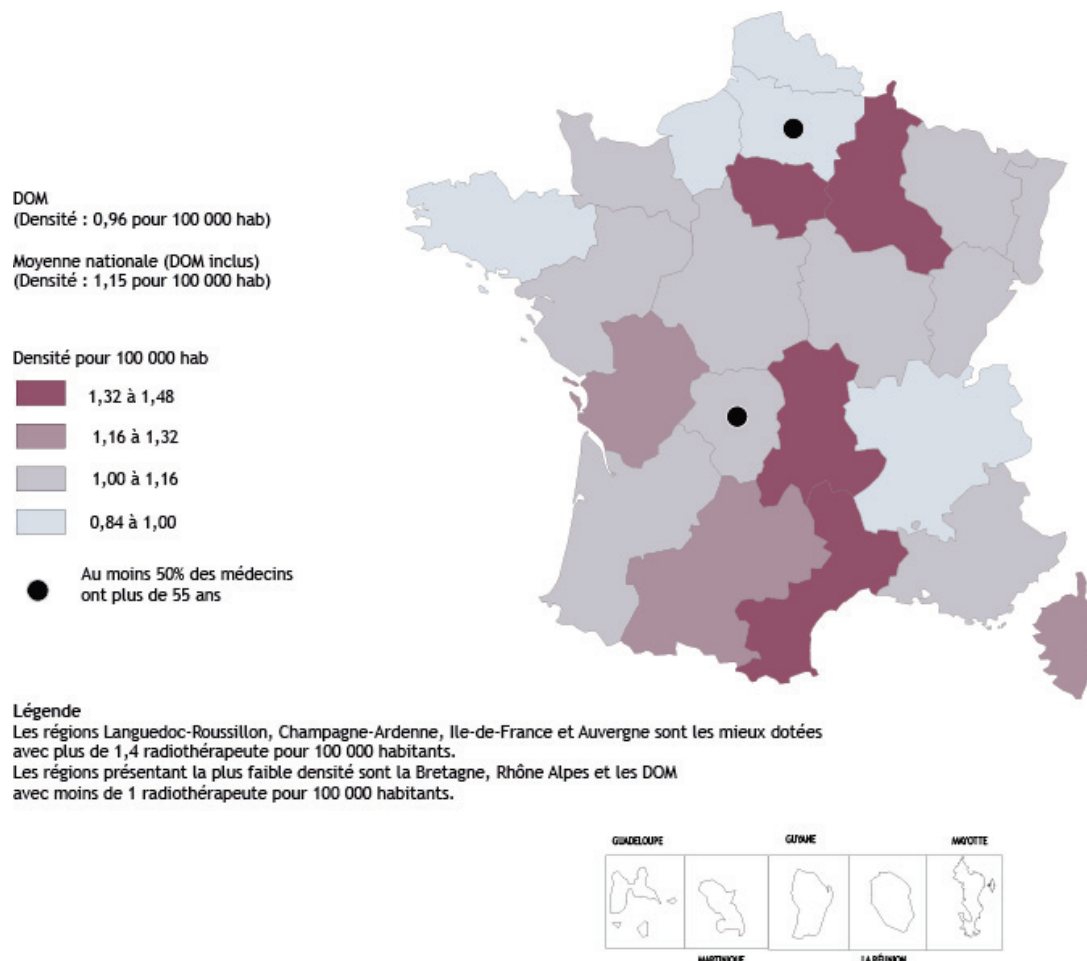 DOM
(Densité : 0,96 pour 100 000 hab)
Moyenne nationale (DOM inclus)
(Densité : 1,15 pour 100 000 hab)
Densité pour 100 000 hab
1,32 à 1,48
1,16 à 1,32
1,00 à 1,16
0,84 à 1,00
Au moins 50% des médecins
ont plus de 55 ans
Légende
Les régions Languedoc-Roussillon, Champagne-Ardenne, Ile-de-France et Auvergne sont les mieux dotées
avec plus de 1,4 radiothérapeute pour 100 000 habitants.
Les régions présentant la plus faible densité sont la Bretagne, Rhône Alpes et les DOM
avec moins de 1 radiothérapeute pour 100 000 habitants.
GUADELOUPE
GUYANE
MAYOTTE
MARTINIQUE
LA RÉUNION